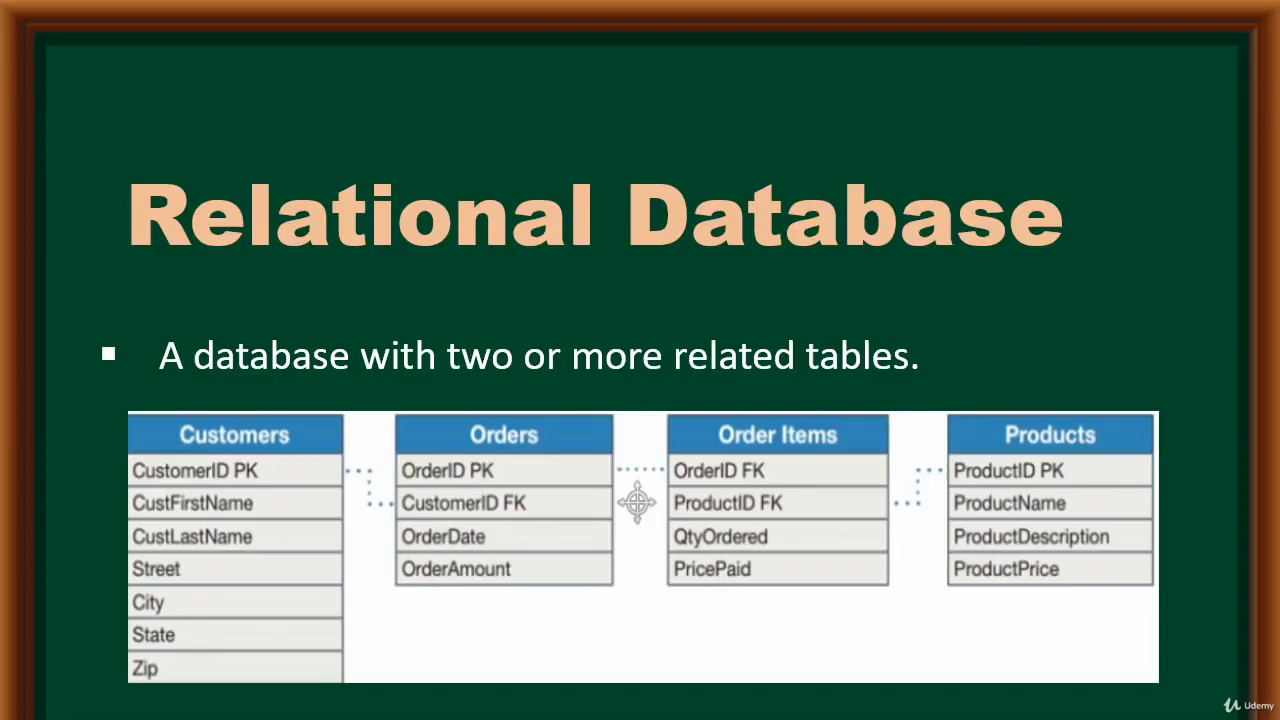 Relational Database
▪ A database with two or more related tables.
Customers
CustomerID PK
CustFirstName
CustLastName
Street
City
State
Zip
Orders
OrderID PK
CustomerID FK
OrderDate
OrderAmount
Order Items
OrderID FK
ProductID FK
QtyOrdered
PricePaid
Products
ProductID PK
ProductName
ProductDescription
ProductPrice
Udemy